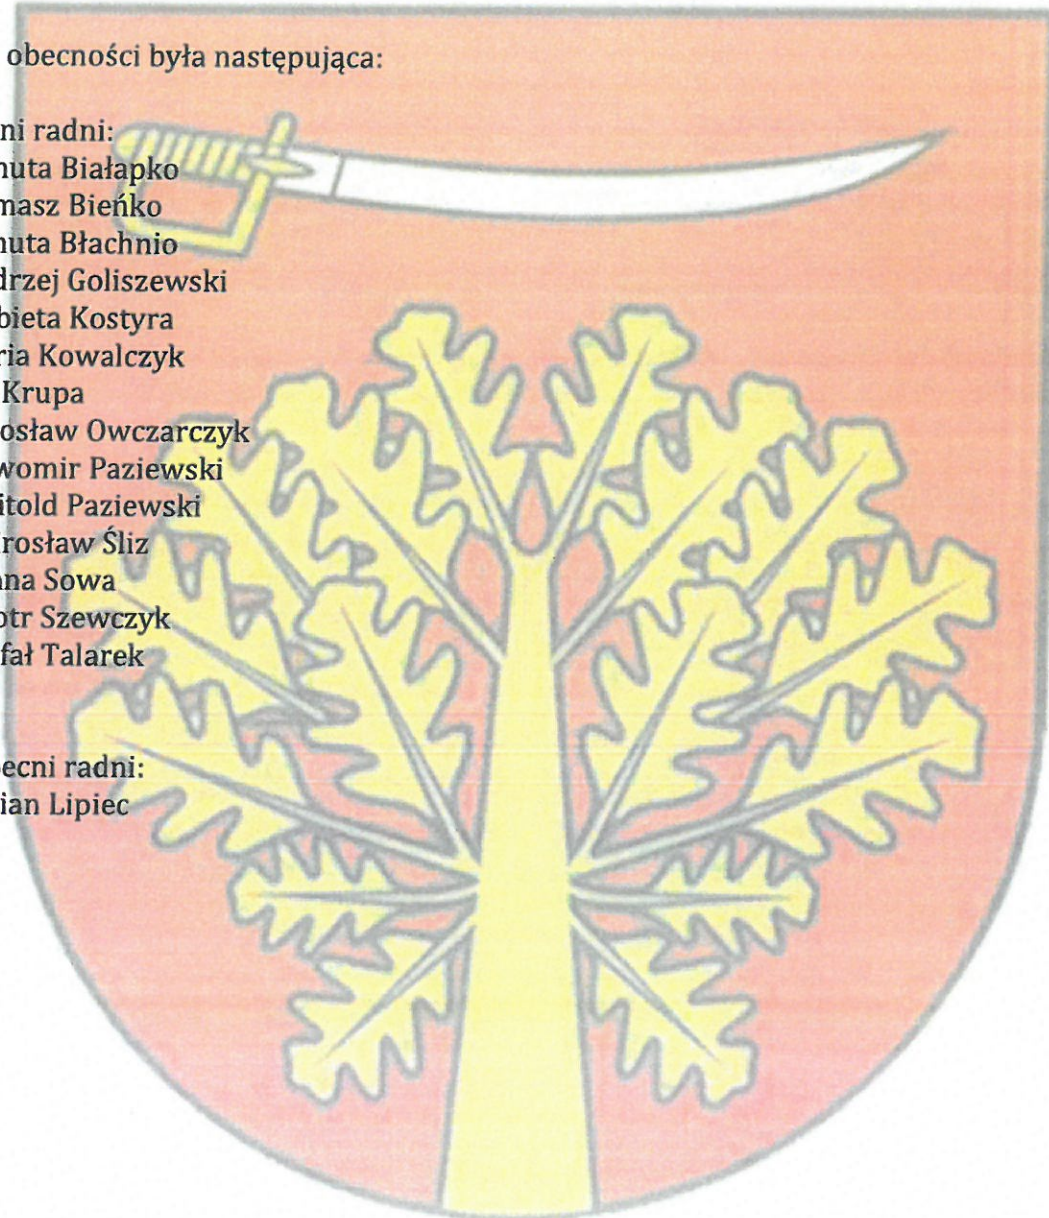 obecności była następująca:
ni radni:
nuta Białapko
masz Bieńko
nuta Błachnio
drzej Goliszewski
bieta Kostyra
ria Kowalczyk
Krupa
osław Owczarczyk
womir Paziewski
itold Paziewski
rosław Śliz
nna Sowa
otr Szewczyk
fał Talarek
ecni radni:
ian Lipiec